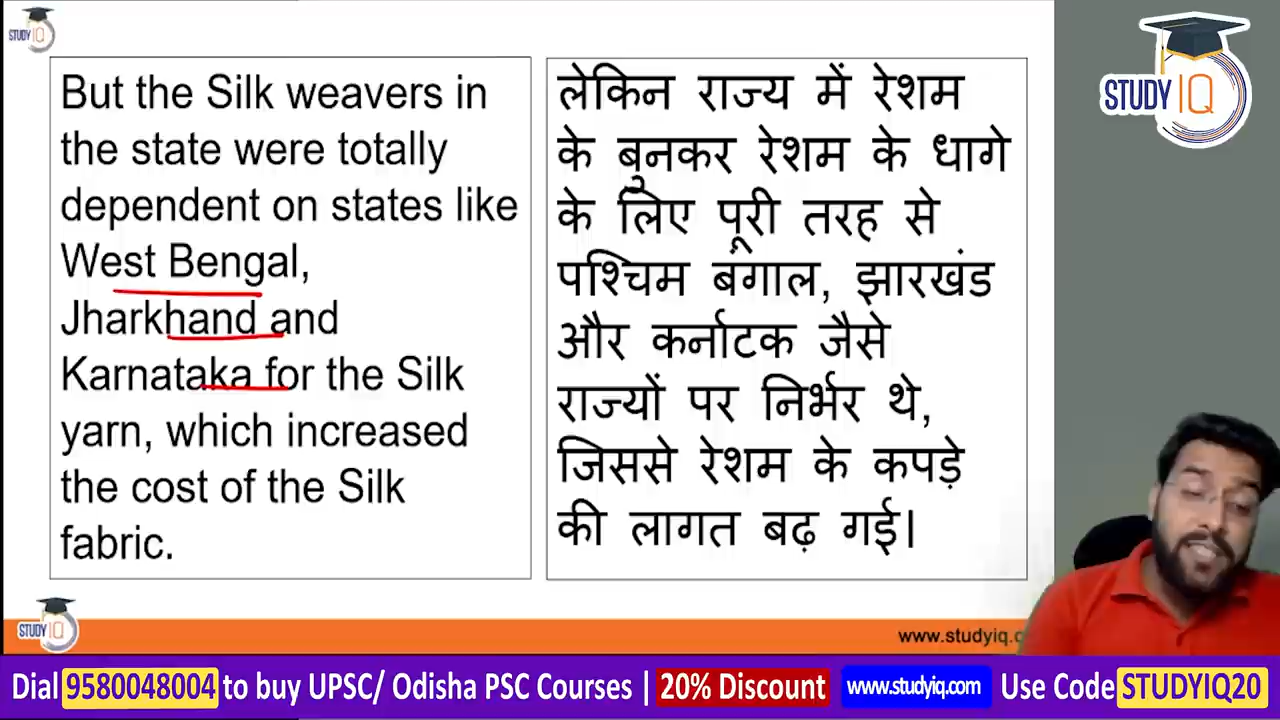 STUDY IQ
But the Silk weavers in
the state were totally
dependent on states like
West Bengal,
Jharkhand and
Karnataka for the Silk
yarn, which increased
the cost of the Silk
fabric.
लेकिन राज्य में रेशम
के बुनकर रेशम के धागे
के लिए पूरी तरह से
पश्चिम बंगाल, झारखंड
और कर्नाटक जैसे
राज्यों पर निर्भर थे,
जिससे रेशम के कपड़े
की लागत बढ़ गई।
STUDY IQ
STUDY IQ
www.studyiq.c
Dial 9580048004 to buy UPSC/ Odisha PSC Courses | 20% Discount www.studyiq.com Use Code STUDYIQ20